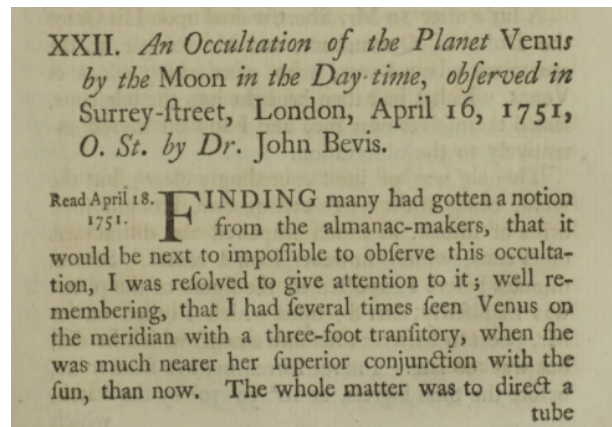 XXII. An Occultation of the Planet Venus
by the Moon in the Day-time, obſerved in
Surrey-ſtreet, London, April 16, 1751,
O. St. by Dr. John Bevis.
Read April 18. 1751.
FINDING many had gotten a notion
from the almanac-makers, that it
would be next to impoſſible to obſerve this occulta-
tion, I was reſolved to give attention to it; well re-
membering, that I had ſeveral times ſeen Venus on
the meridian with a three-foot tranſitory, when ſhe
was much nearer her ſuperior conjunction with the
ſun, than now. The whole matter was to direct a
tube